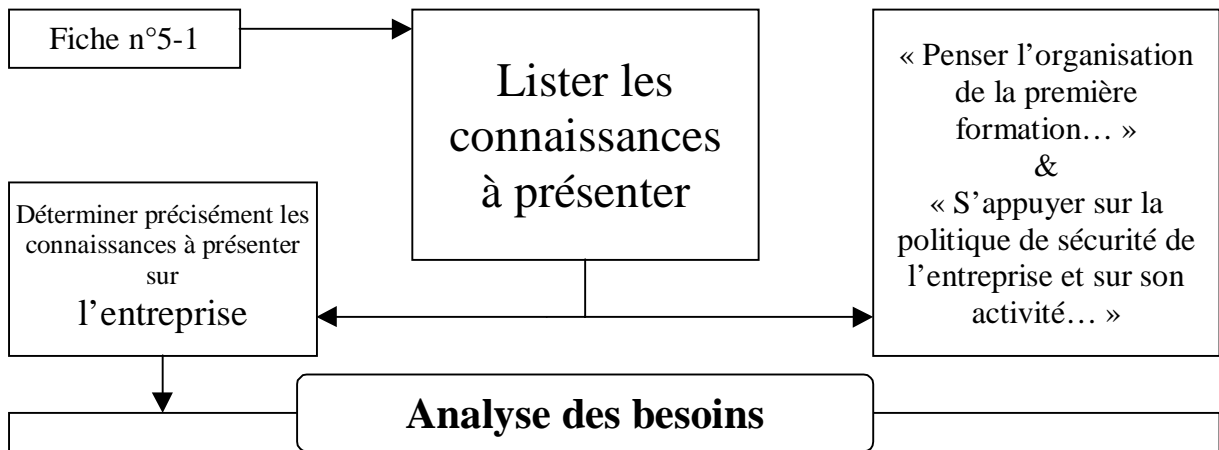 Fiche n°5-1
Lister les
connaissances
à présenter
« Penser l’organisation
de la première
formation… »
&
« S’appuyer sur la
politique de sécurité de
l’entreprise et sur son
activité… »
Déterminer précisément les
connaissances à présenter
sur
l’entreprise
Analyse des besoins